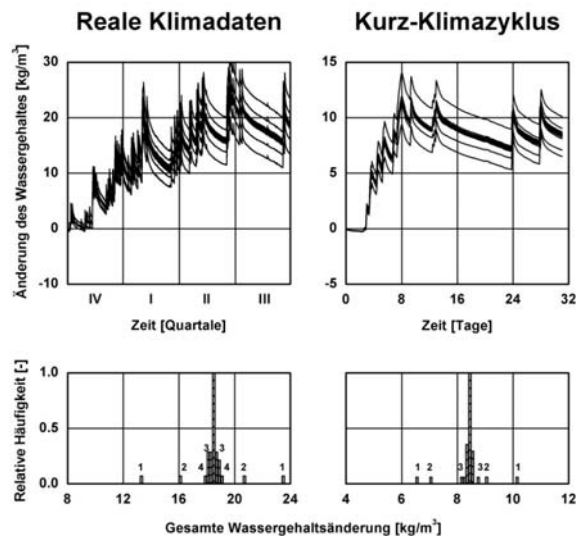 Reale Klimadaten
Kurz-Klimazyklus
Änderung des Wassergehaltes [kg/m³]
30
20
10
0
-10
IV I II III
Zeit [Quartale]
15
10
5
0
-5
0 8 16 24 32
Zeit [Tage]
Relative Häufigkeit [-]
1.0
0.5
0.0
1 2 4 3 3 4 2 1
8 12 16 20 24
1 2 3 3 2 1
4 6 8 10 12
Gesamte Wassergehaltsänderung [kg/m³]